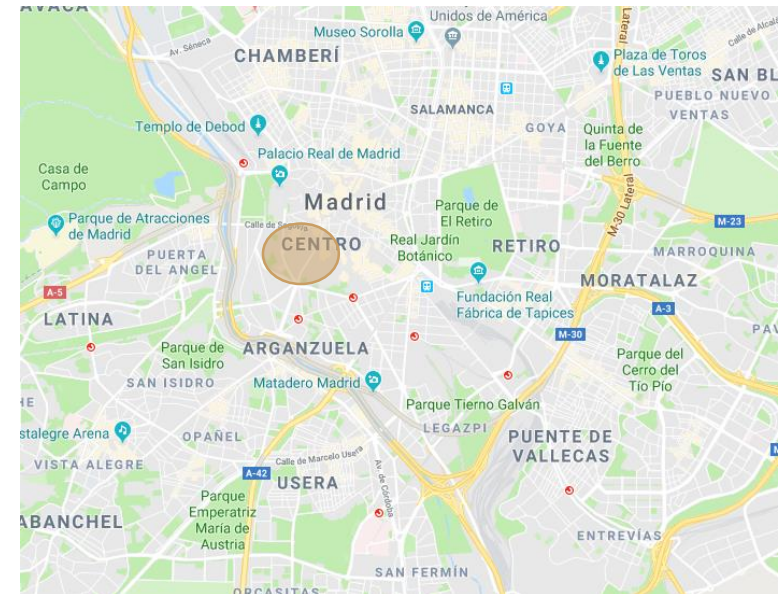 Unidos de América
Museo Sorolla
CHAMBERÍ
Av. Séneca
Lateral
Calle de Alcalá
Plaza de Toros
de Las Ventas
SAN BL
PUEBLO NUEVO
VENTAS
SALAMANCA
GOYA
Quinta de
la Fuente
del Berro
Templo de Debod
Palacio Real de Madrid
Casa de
Campo
Madrid
Parque de
El Retiro
M-30 Lateral
M-23
Parque de Atracciones
de Madrid
Calle de Segovia
CENTRO
Real Jardín
Botánico
RETIRO
MARROQUINA
PUERTA
DEL ANGEL
MORATALAZ
A-5
Fundación Real
Fábrica de Tapices
A-3
LATINA
M-30
PAV
Parque de
San Isidro
ARGANZUELA
Parque del
Cerro del
Tío Pío
SAN ISIDRO
Matadero Madrid
Parque Tierno Galván
HE
stalegre Arena
OPAÑEL
LEGAZPI
PUENTE DE
VALLECAS
VISTA ALEGRE
Calle de Marcelo Usera
A-42
USERA
Av. de Córdoba
Parque
Emperatriz
María de
Austria
ABANCHEL
ENTREVÍAS
SAN FERMÍN
ORCASITAS